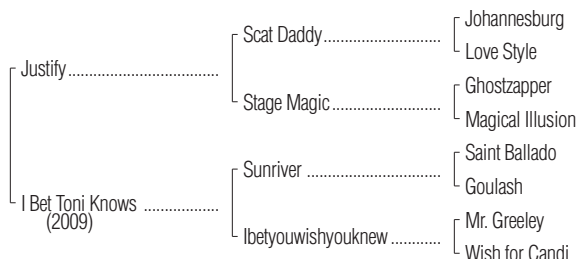 Johannesburg
Scat Daddy
Love Style
Justify
Ghostzapper
Stage Magic
Magical Illusion
Saint Ballado
Sunriver
Goulash
I Bet Toni Knows
(2009)
Mr. Greeley
Ibetyouwishyouknew
Wish for Candi